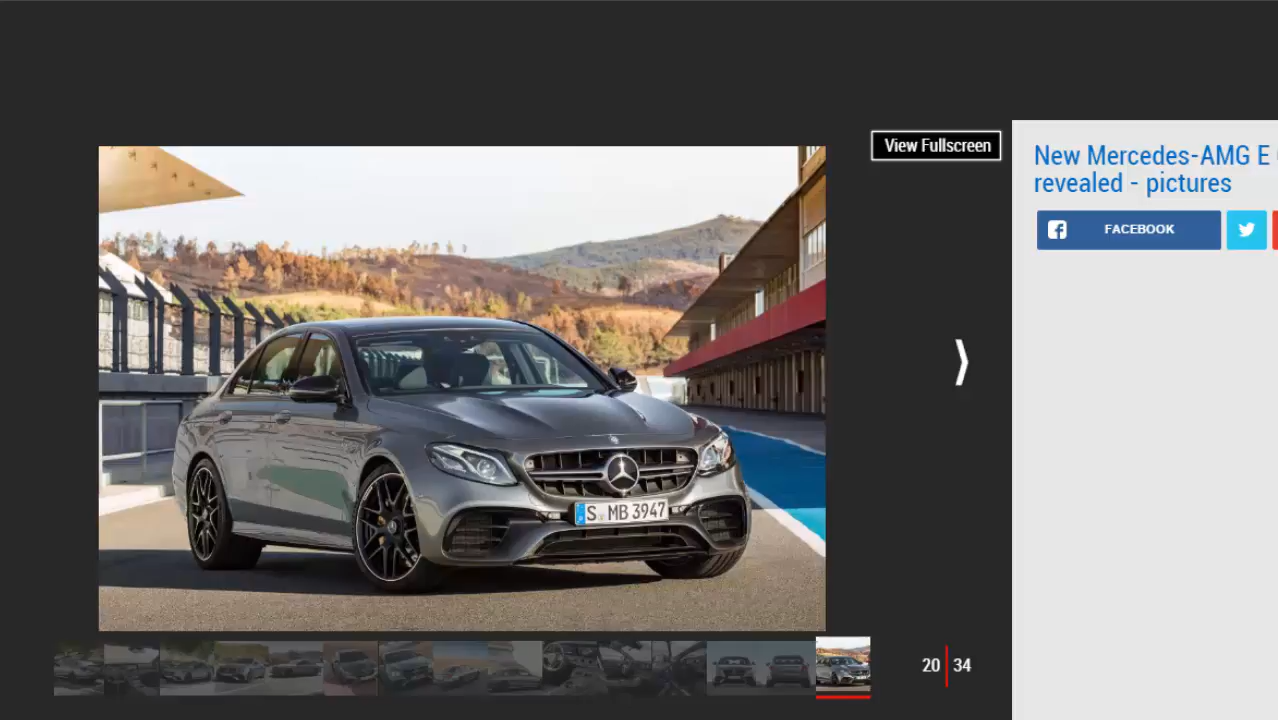 View Fullscreen
New Mercedes-AMG E
revealed - pictures
FACEBOOK
S MB 3947
20 34